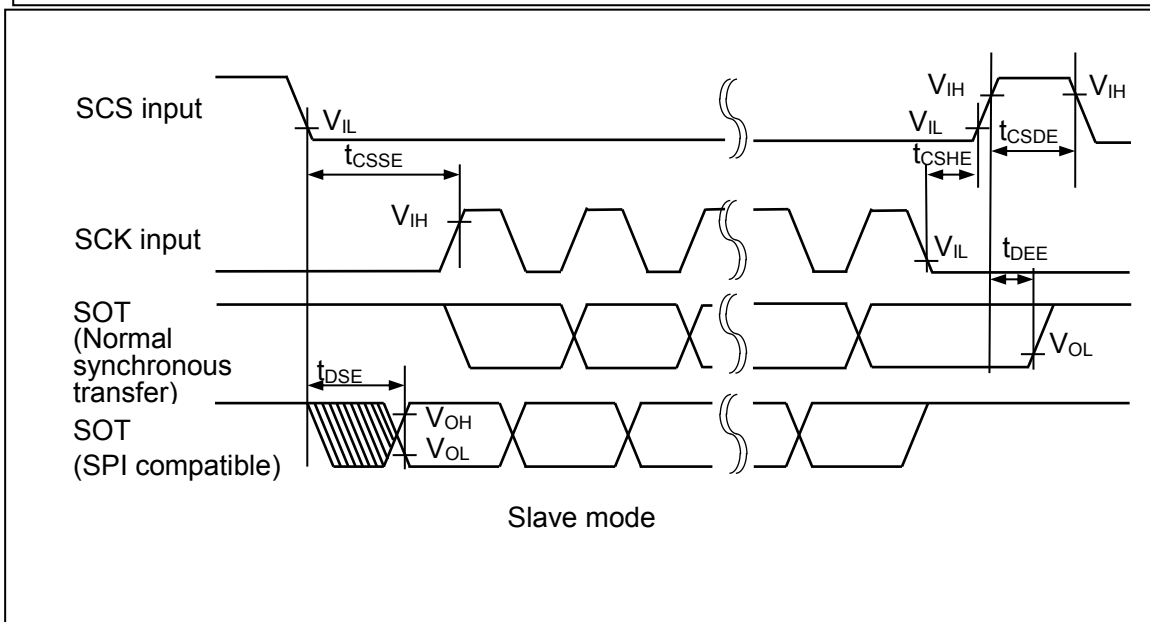 SCS input
VIL
VIH
VIH
VIL
tCSSE
tCSHE
tCSDE
SCK input
VIH
VIL
tDEE
SOT
(Normal
synchronous
transfer)
VOL
tDSE
SOT
(SPI compatible)
VOH
VOL
Slave mode